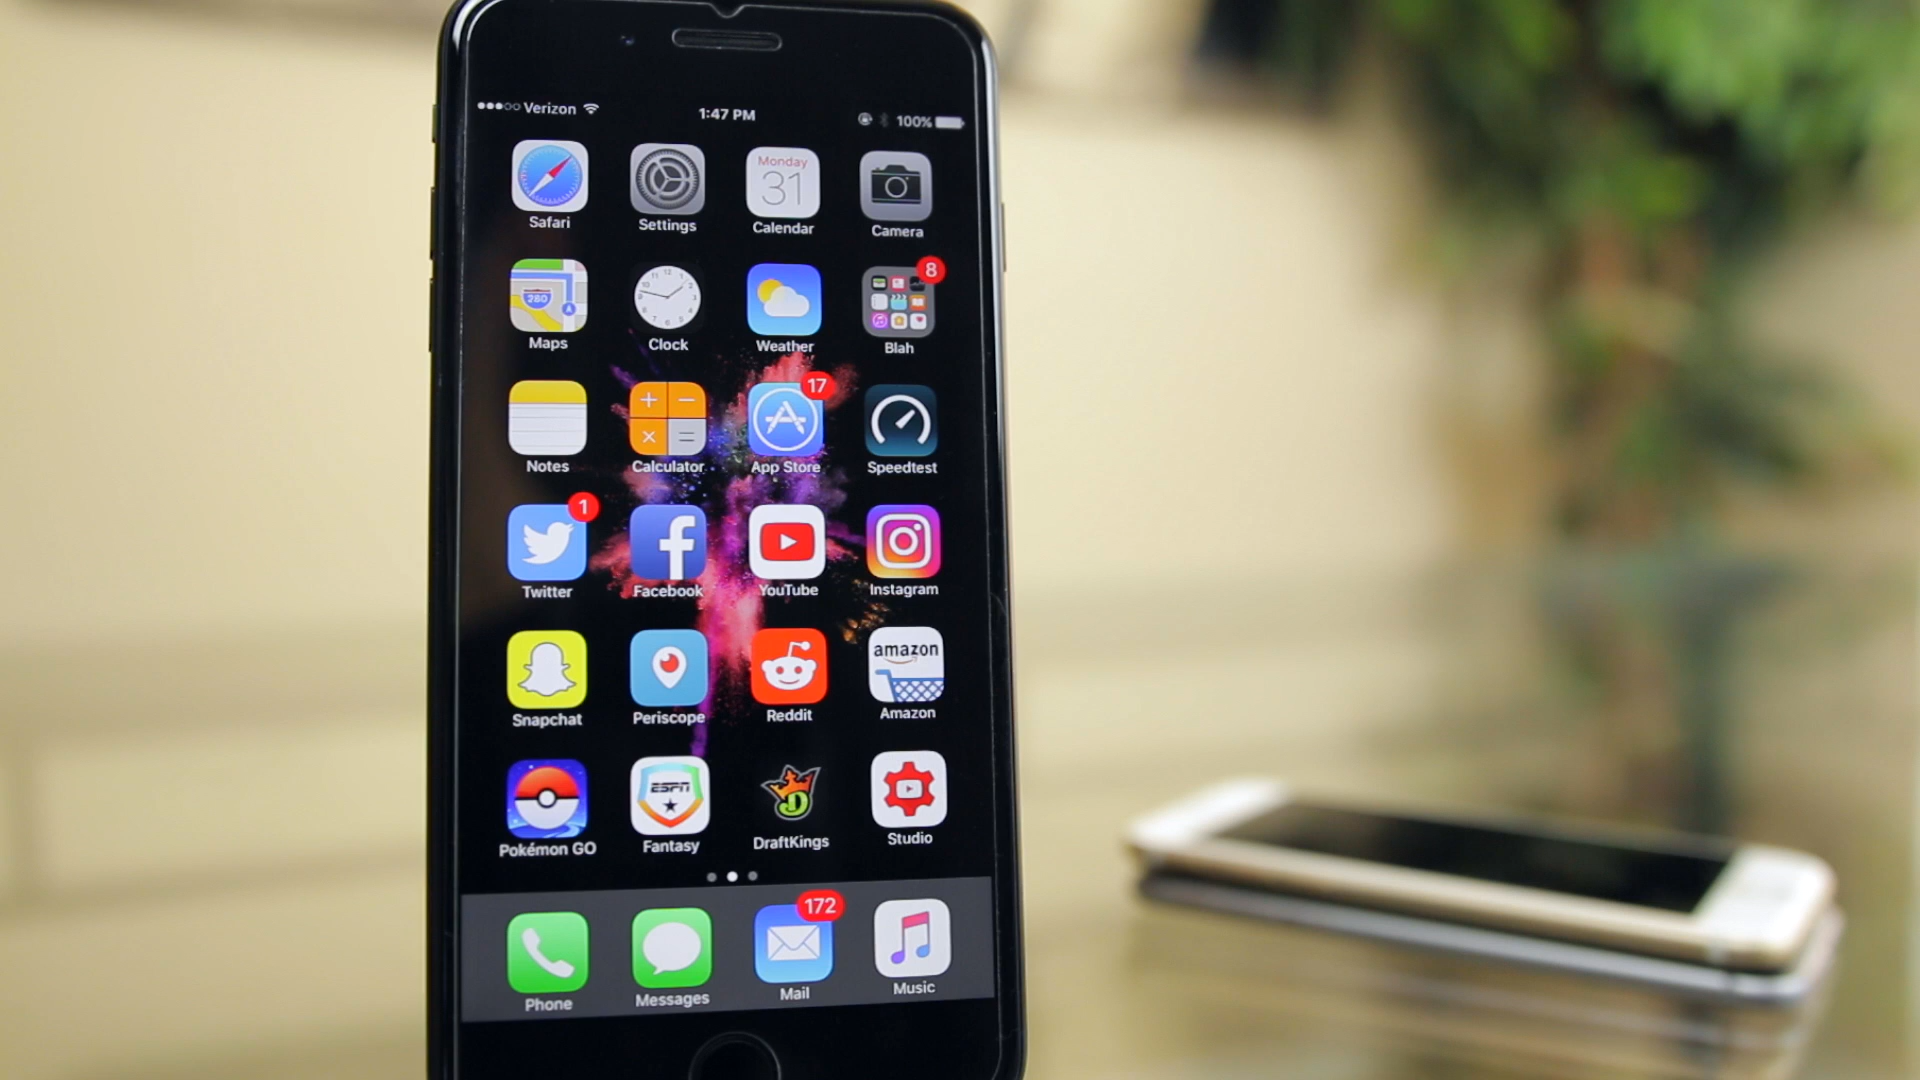 Verizon 1:47 PM 100%
Monday
31
Safari Settings Calendar Camera
280
8
Maps Clock Weather Blah
17
Notes Calculator App Store Speedtest
1
Twitter Facebook YouTube Instagram
amazon
Snapchat Periscope Reddit Amazon
ESPN
Pokémon GO Fantasy DraftKings Studio
172
Phone Messages Mail Music